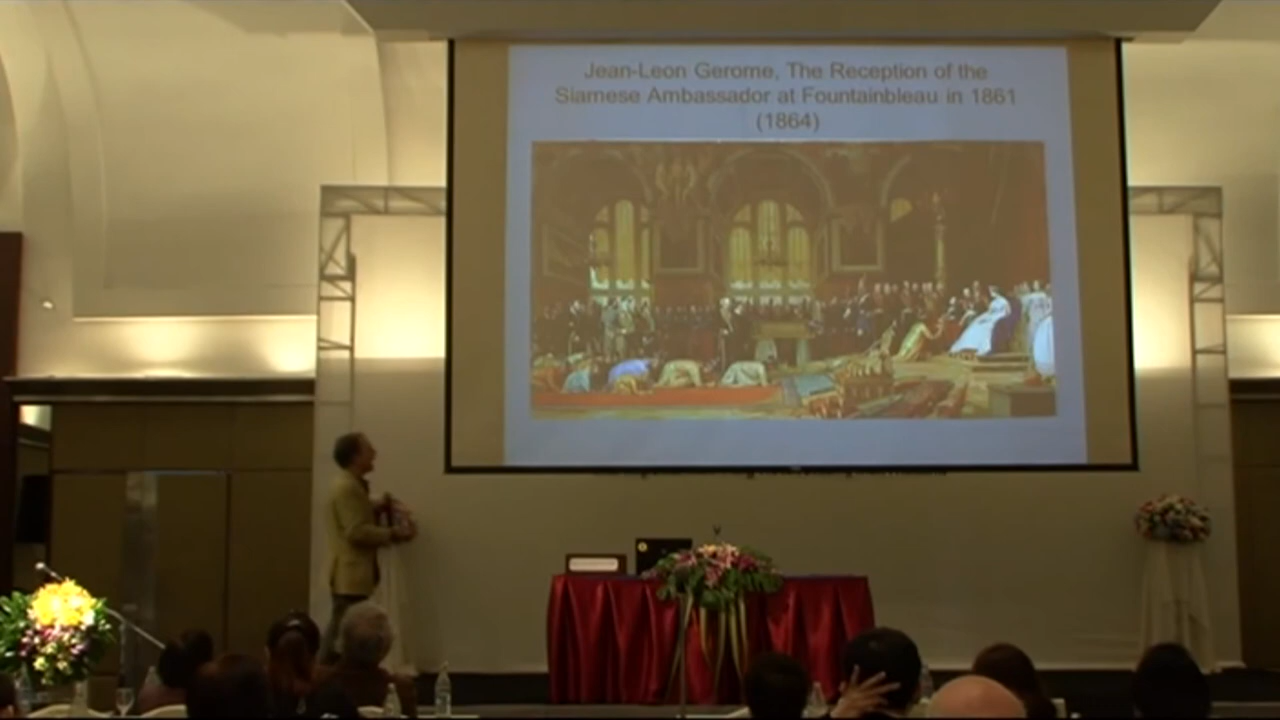 Jean-Leon Gerome, The Reception of the
Siamese Ambassador at Fountainbleau in 1861
(1864)